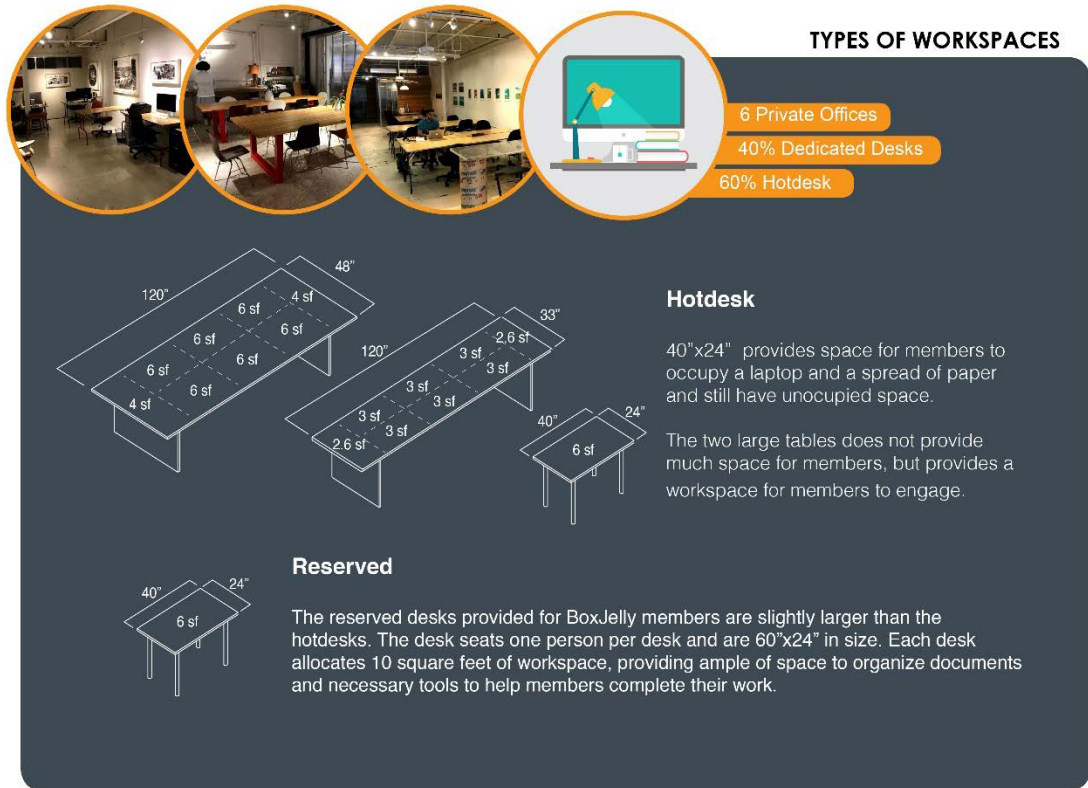 TYPES OF WORKSPACES
6 Private Offices
40% Dedicated Desks
60% Hotdesk
120”
48”
4 sf
6 sf
6 sf
6 sf
6 sf
6 sf
6 sf
4 sf
120”
33”
2.6 sf
3 sf
3 sf
3 sf
3 sf
3 sf
3 sf
2.6 sf
40”
24”
6 sf
Hotdesk
40”x24” provides space for members to
occupy a laptop and a spread of paper
and still have unocupied space.
The two large tables does not provide
much space for members, but provides a
workspace for members to engage.
40”
24”
6 sf
Reserved
The reserved desks provided for BoxJelly members are slightly larger than the
hotdesks. The desk seats one person per desk and are 60”x24” in size. Each desk
allocates 10 square feet of workspace, providing ample of space to organize documents
and necessary tools to help members complete their work.